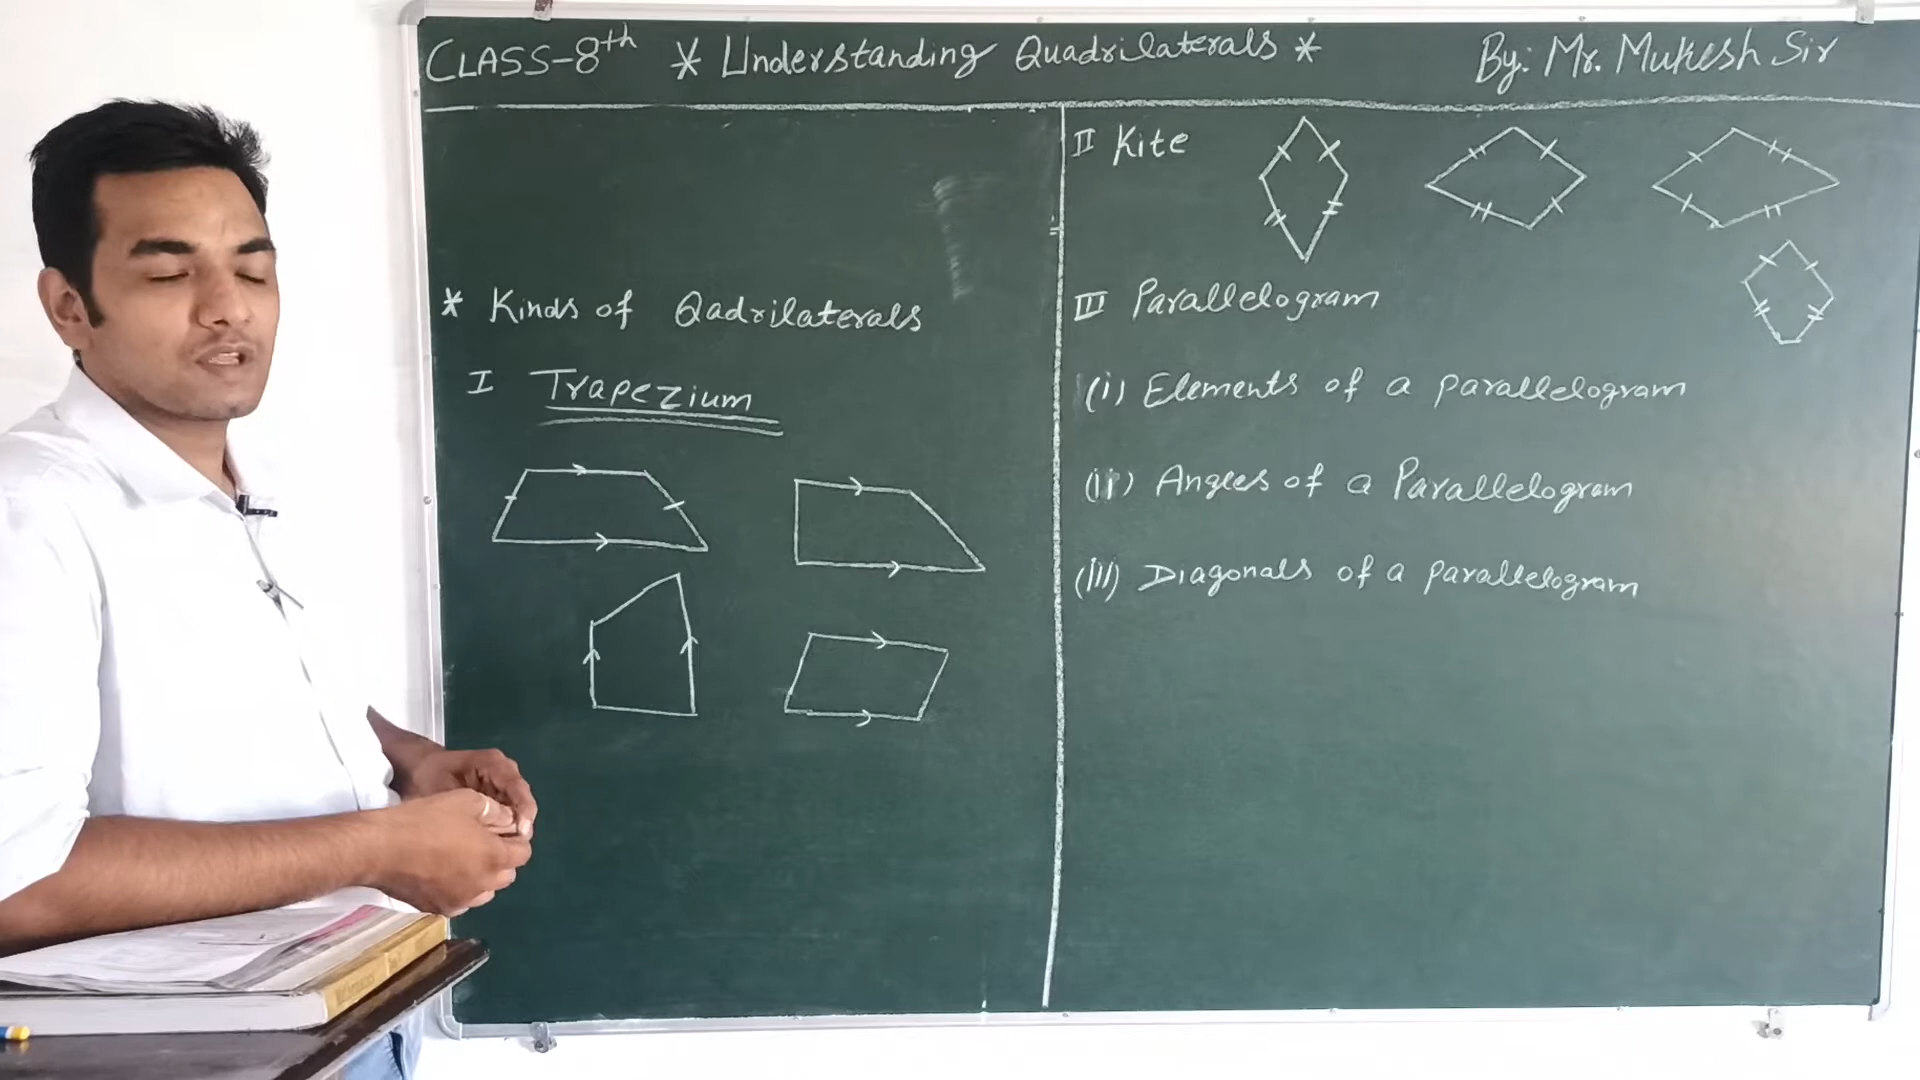 CLASS-8th * Understanding Quadrilaterals * By: Mr. Mukesh Sir
* Kinds of Qadrilaterals
I Trapezium
II Kite
III Parallelogram
(i) Elements of a parallelogram
(ii) Angles of a Parallelogram
(iii) Diagonals of a parallelogram